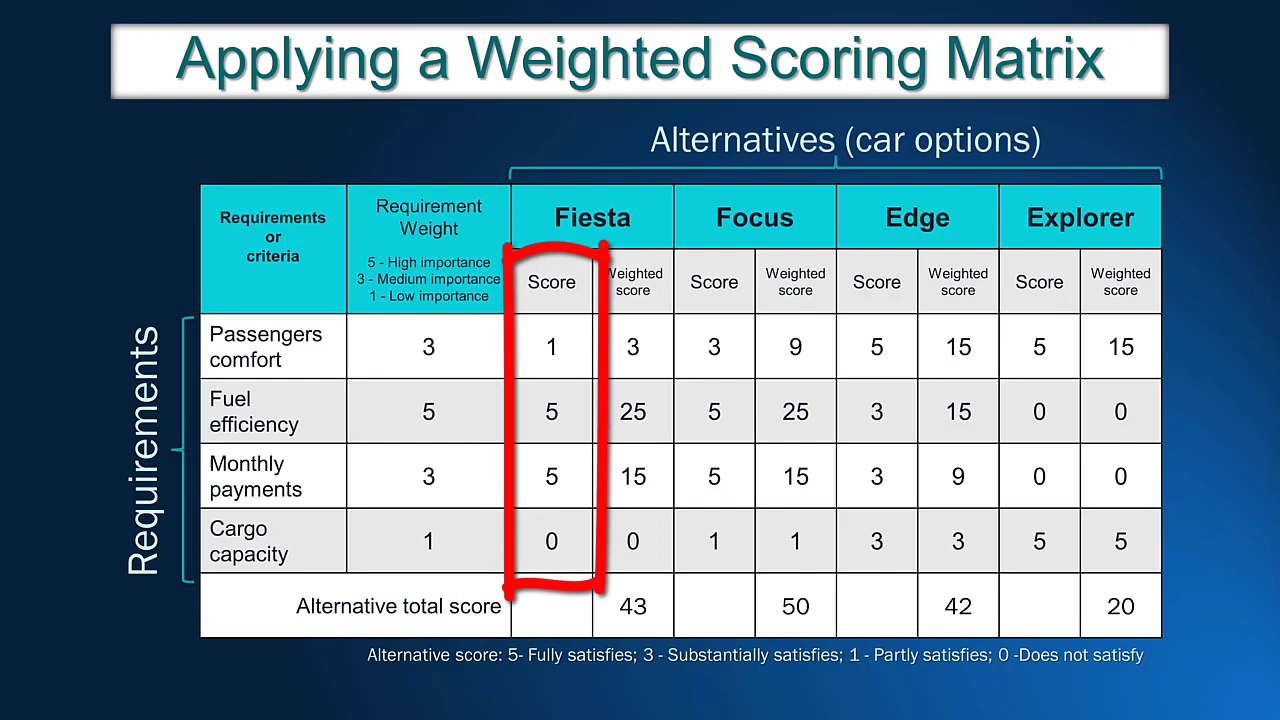 Applying a Weighted Scoring Matrix
Alternatives (car options)
Requirements
or
criteria
Requirement
Weight
5 - High importance
3 - Medium importance
1 - Low importance
Fiesta
Focus
Edge
Explorer
Score
Weighted
score
Score
Weighted
score
Score
Weighted
score
Score
Weighted
score
Requirements
Passengers
comfort
3 1 3 3 9 5 15 5 15
Fuel
efficiency
5 5 25 5 25 3 15 0 0
Monthly
payments
3 5 15 5 15 3 9 0 0
Cargo
capacity
1 0 0 1 1 3 3 5 5
Alternative total score 43 50 42 20
Alternative score: 5- Fully satisfies; 3 - Substantially satisfies; 1 - Partly satisfies; 0 -Does not satisfy